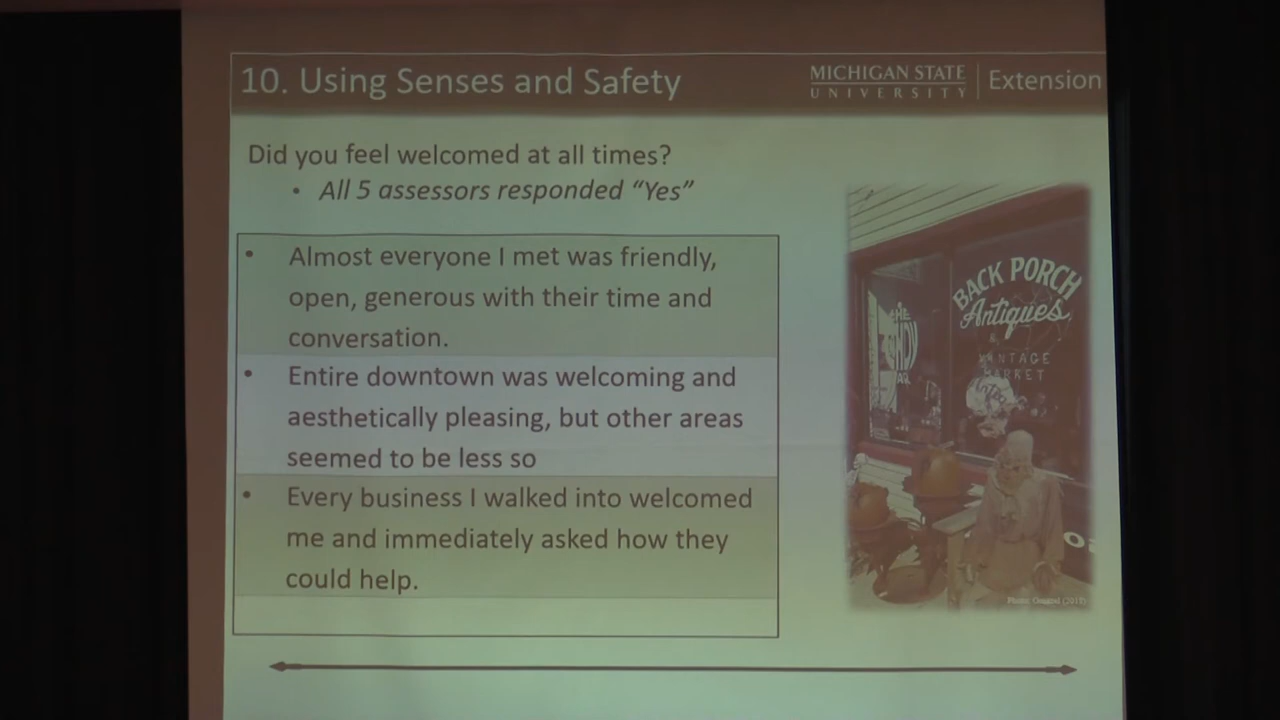 10. Using Senses and Safety
MICHIGAN STATE
UNIVERSITY
Extension
Did you feel welcomed at all times?
• All 5 assessors responded “Yes”
• Almost everyone I met was friendly,
open, generous with their time and
conversation.
• Entire downtown was welcoming and
aesthetically pleasing, but other areas
seemed to be less so
• Every business I walked into welcomed
me and immediately asked how they
could help.
BACK PORCH
Antiques
&
VINTAGE
MARKET
THE